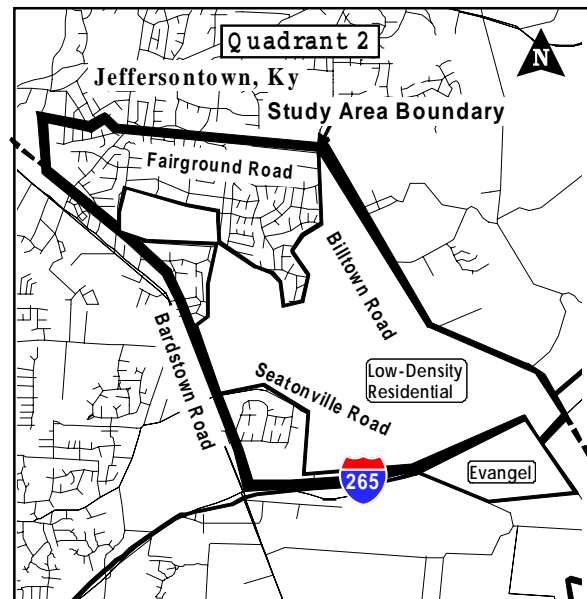 Quadrant 2
N
Jeffersontown, Ky
Study Area Boundary
Fairground Road
Billtown Road
Bardstown Road
Seatonville Road
Low-Density
Residential
Evangel
265